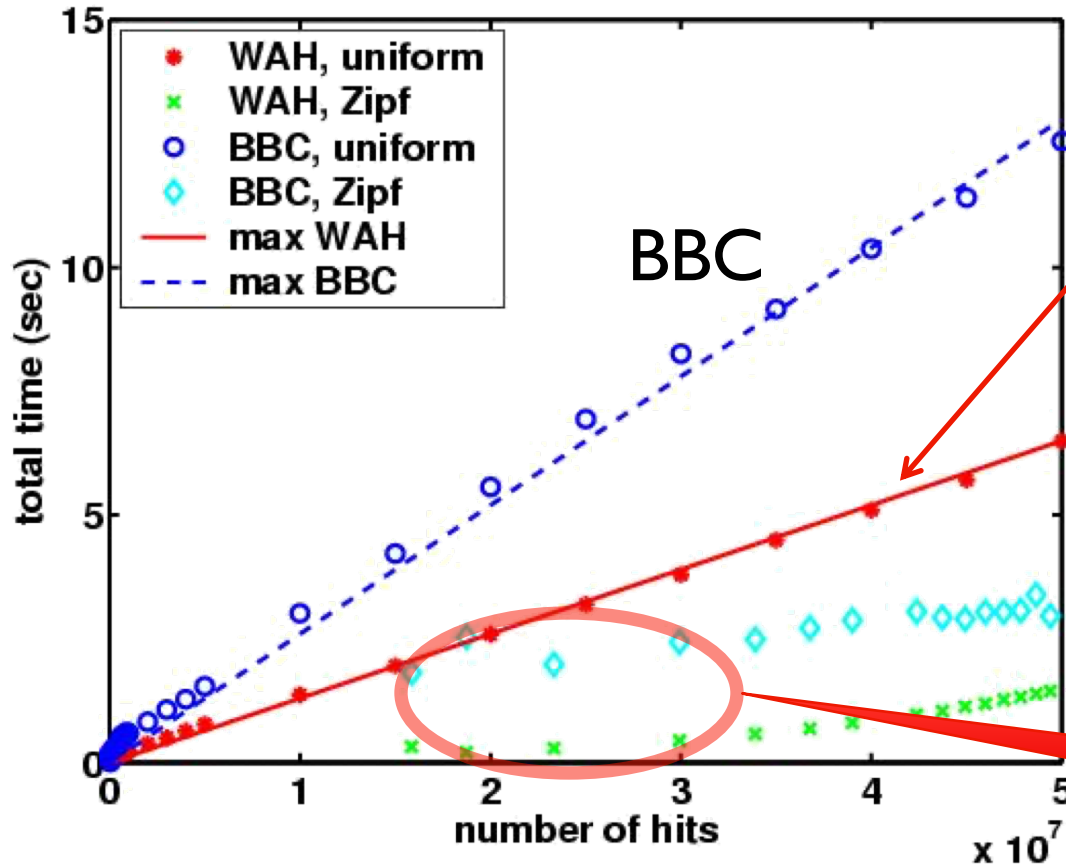 15
WAH, uniform
WAH, Zipf
BBC, uniform
BBC, Zipf
max WAH
max BBC
BBC
10
total time (sec)
5
0
0 1 2 3 4 5
number of hits
x 10^7